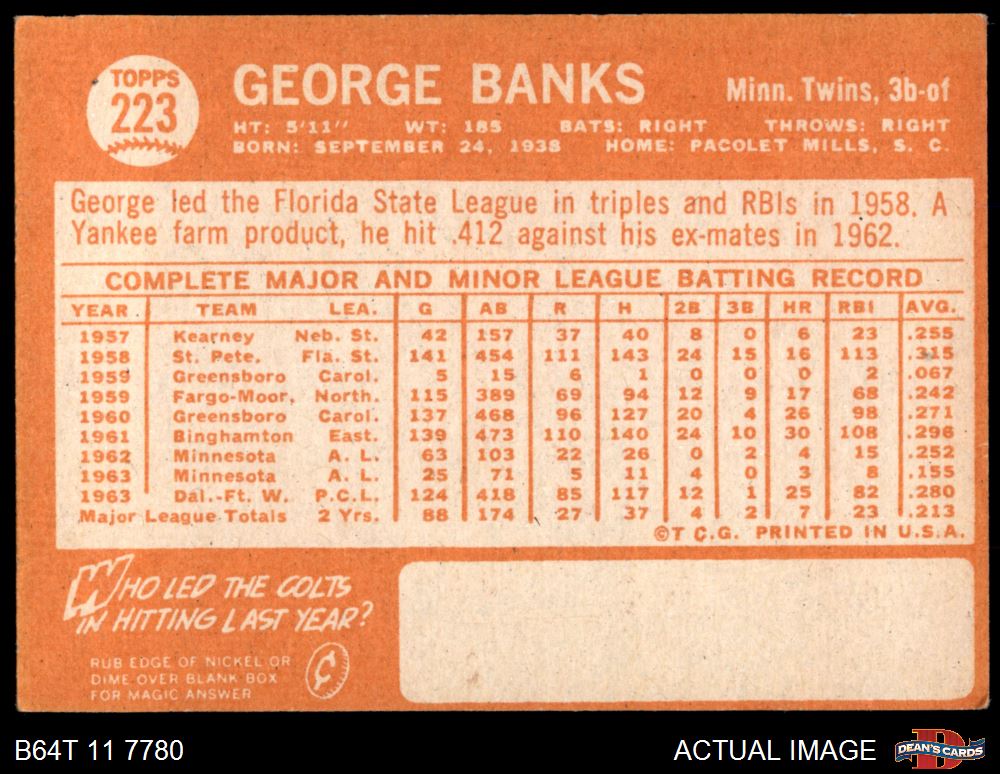 TOPPS
223
GEORGE BANKS
Minn. Twins, 3b-of
HT: 5'11" WT: 185 BATS: RIGHT THROWS: RIGHT
BORN: SEPTEMBER 24, 1938 HOME: PACOLET MILLS, S. C.
George led the Florida State League in triples and RBIs in 1958. A
Yankee farm product, he hit .412 against his ex-mates in 1962.
COMPLETE MAJOR AND MINOR LEAGUE BATTING RECORD
YEAR TEAM LEA. G AB R H 2B 3B HR RBI AVG.
1957 Kearney Neb. St. 42 157 37 40 8 0 6 23 .255
1958 St. Pete. Fla. St. 141 454 111 143 24 15 16 113 .315
1959 Greensboro Carol. 5 15 6 1 0 0 0 2 .067
1959 Fargo-Moor. North. 115 389 69 94 12 9 17 68 .242
1960 Greensboro Carol. 137 468 96 127 20 4 26 98 .271
1961 Binghamton East. 139 473 110 140 24 10 30 108 .296
1962 Minnesota A. L. 63 103 22 26 0 2 4 15 .252
1963 Minnesota A. L. 25 71 5 11 4 0 3 8 .155
1963 Dal.-Ft. W. P.C.L. 124 418 85 117 12 1 25 82 .280
Major League Totals 2 Yrs. 88 174 27 37 4 2 7 23 .213
©T.C.G. PRINTED IN U.S.A.
WHO LED THE COLTS
IN HITTING LAST YEAR?
RUB EDGE OF NICKEL OR
DIME OVER BLANK BOX
FOR MAGIC ANSWER
B64T 11 7780
ACTUAL IMAGE
DEAN'S CARDS